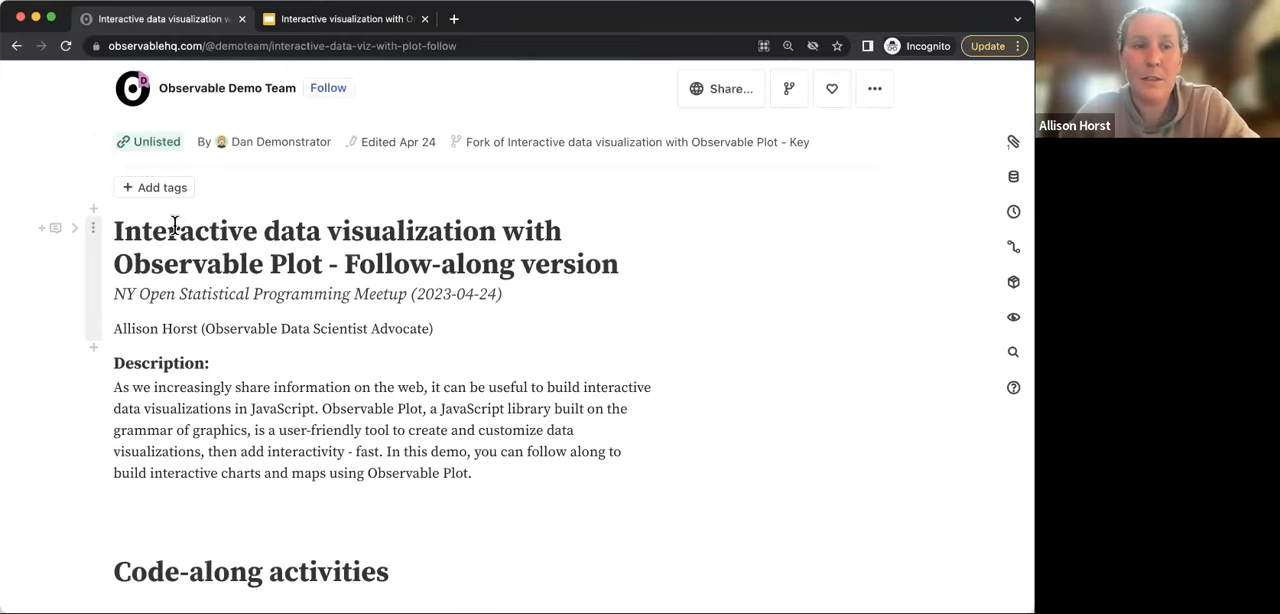 Interactive data visualization w
Interactive visualization with O
observablehq.com/@demoteam/interactive-data-viz-with-plot-follow
Incognito
Update
Observable Demo Team
Follow
Share...
Unlisted
By Dan Demonstrator
Edited Apr 24
Fork of Interactive data visualization with Observable Plot - Key
+ Add tags
Interactive data visualization with
Observable Plot - Follow-along version
NY Open Statistical Programming Meetup (2023-04-24)
Allison Horst (Observable Data Scientist Advocate)
Description:
As we increasingly share information on the web, it can be useful to build interactive
data visualizations in JavaScript. Observable Plot, a JavaScript library built on the
grammar of graphics, is a user-friendly tool to create and customize data
visualizations, then add interactivity - fast. In this demo, you can follow along to
build interactive charts and maps using Observable Plot.
Code-along activities
Allison Horst